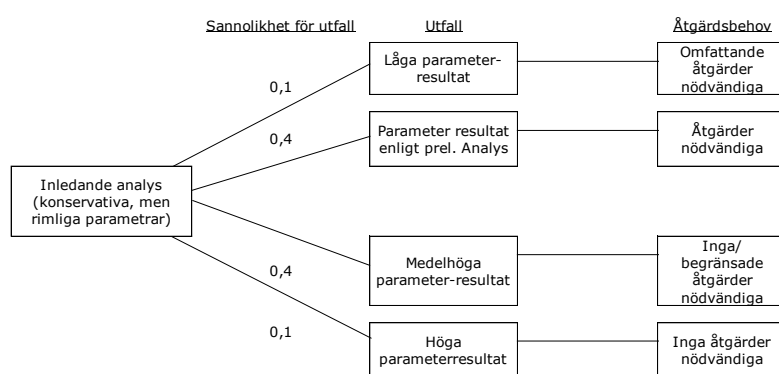 Sannolikhet för utfall
Utfall
Åtgärdsbehov
Låga parameter-
resultat
Omfattande
åtgärder
nödvändiga
0,1
Parameter resultat
enligt prel. Analys
Åtgärder
nödvändiga
0,4
Inledande analys
(konservativa, men
rimliga parametrar)
0,4
Medelhöga
parameter-resultat
Inga/
begränsade
åtgärder
nödvändiga
0,1
Höga
parameterresultat
Inga åtgärder
nödvändiga